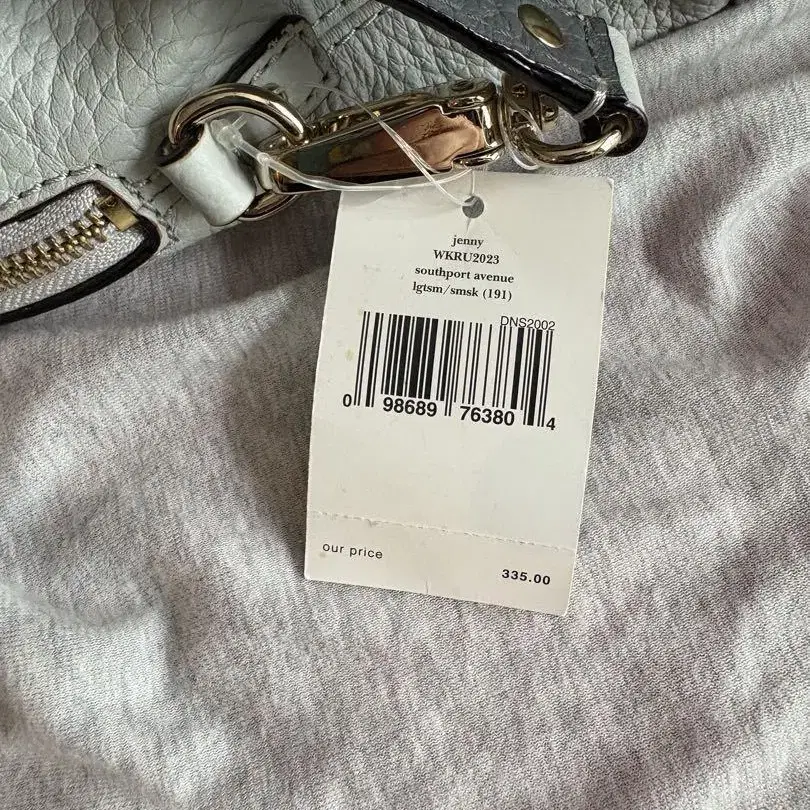 jenny
WKRU2023
southport avenue
lgtsm/smsk (191)
DNS2002
0 98689 76380 4
our price
335.00